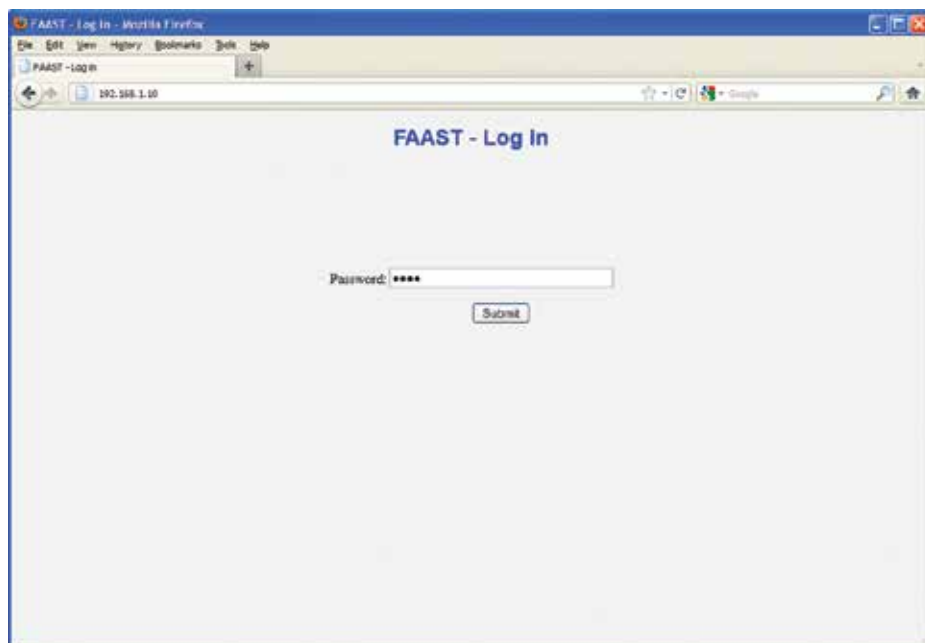 FAAST - Log In - Mozilla Firefox
File Edit View History Bookmarks Tools Help
FAAST - Log In +
192.168.1.10 Google
FAAST - Log In
Password: ••••
Submit